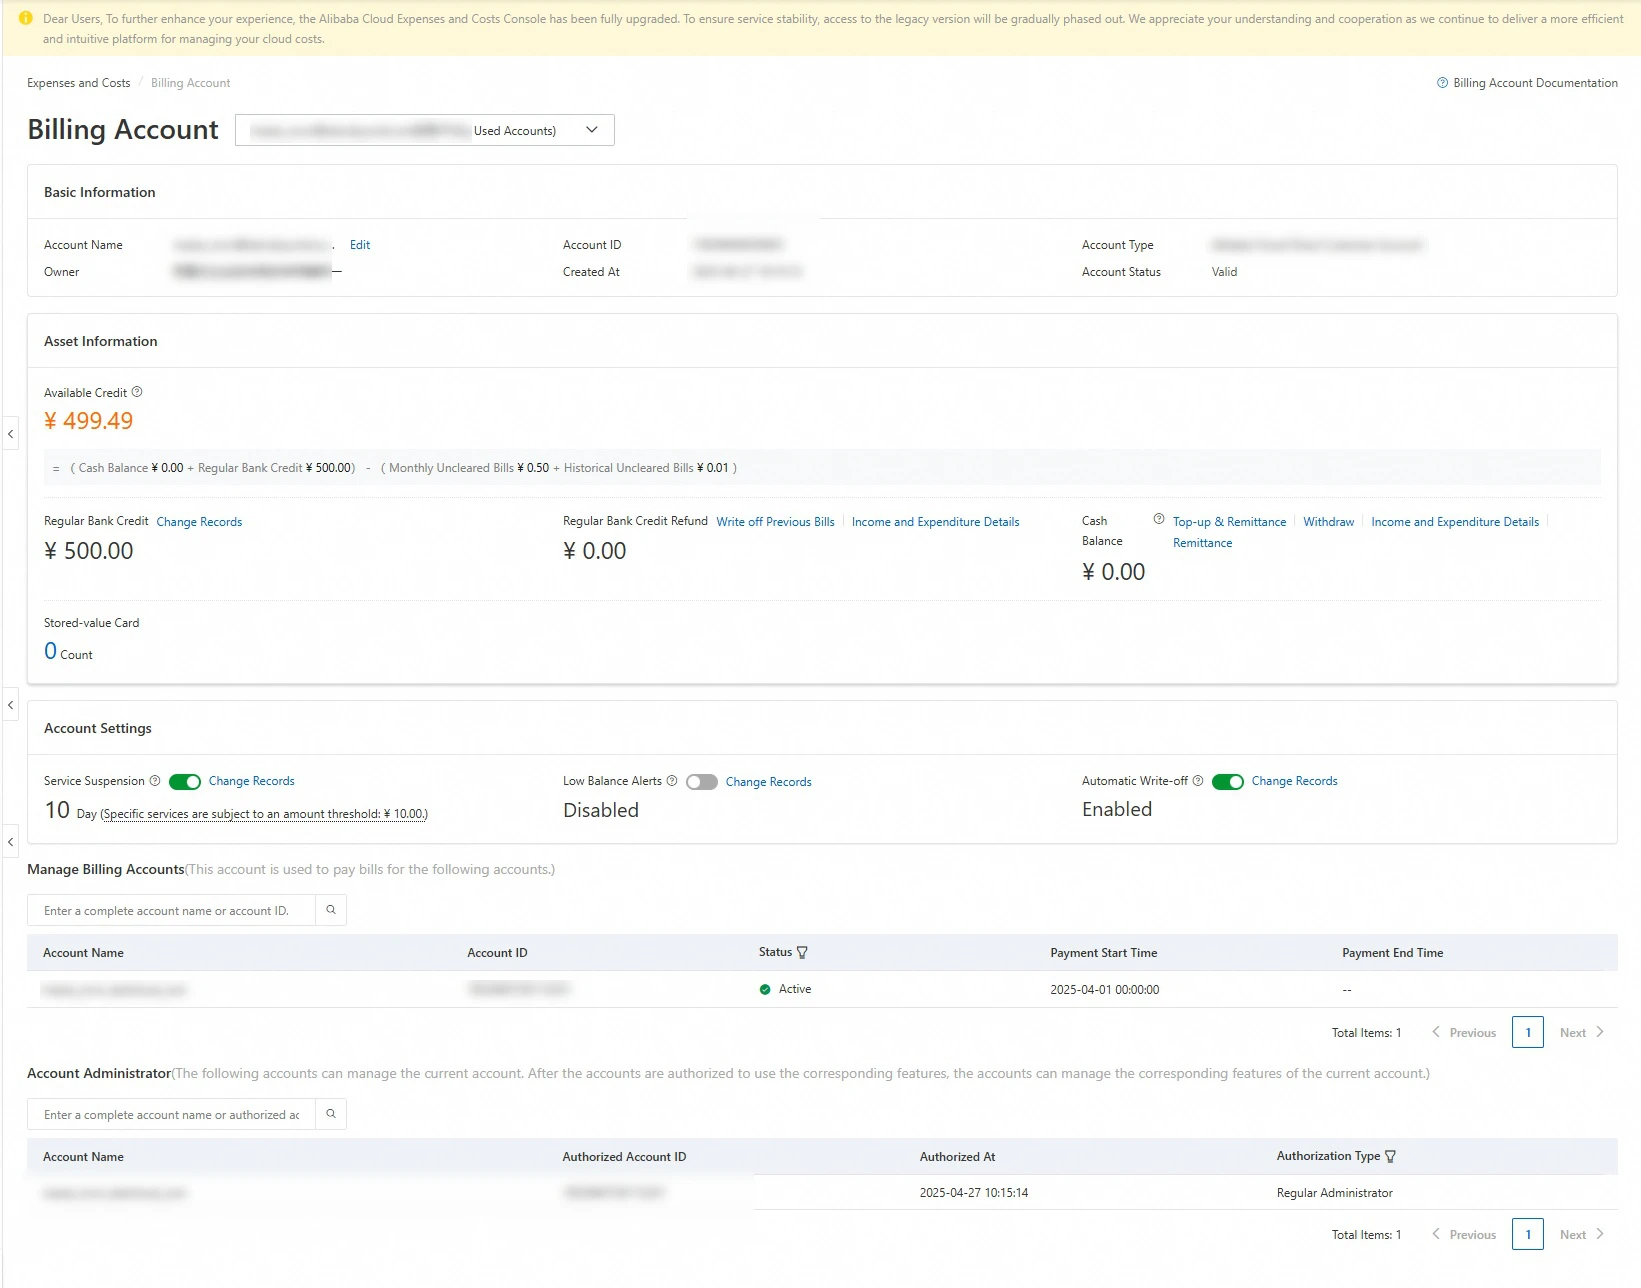 Dear Users, To further enhance your experience, the Alibaba Cloud Expenses and Costs Console has been fully upgraded. To ensure service stability, access to the legacy version will be gradually phased out. We appreciate your understanding and cooperation as we continue to deliver a more efficient
and intuitive platform for managing your cloud costs.
Expenses and Costs / Billing Account
Billing Account Documentation
Billing Account
Used Accounts)
Basic Information
Account Name Edit Account ID Account Type
Owner Created At Account Status Valid
Asset Information
Available Credit
¥ 499.49
= ( Cash Balance ¥ 0.00 + Regular Bank Credit ¥ 500.00) - ( Monthly Uncleared Bills ¥ 0.50 + Historical Uncleared Bills ¥ 0.01 )
Regular Bank Credit Change Records
¥ 500.00
Regular Bank Credit Refund Write off Previous Bills Income and Expenditure Details
¥ 0.00
Cash
Balance
Top-up & Remittance Withdraw Income and Expenditure Details
Remittance
¥ 0.00
Stored-value Card
0 Count
Account Settings
Service Suspension Change Records
10 Day (Specific services are subject to an amount threshold: ¥ 10.00.)
Low Balance Alerts Change Records
Disabled
Automatic Write-off Change Records
Enabled
Manage Billing Accounts(This account is used to pay bills for the following accounts.)
Enter a complete account name or account ID.
Account Name Account ID Status Payment Start Time Payment End Time
Active 2025-04-01 00:00:00 --
Total Items: 1 Previous 1 Next
Account Administrator(The following accounts can manage the current account. After the accounts are authorized to use the corresponding features, the accounts can manage the corresponding features of the current account.)
Enter a complete account name or authorized ac
Account Name Authorized Account ID Authorized At Authorization Type
2025-04-27 10:15:14 Regular Administrator
Total Items: 1 Previous 1 Next